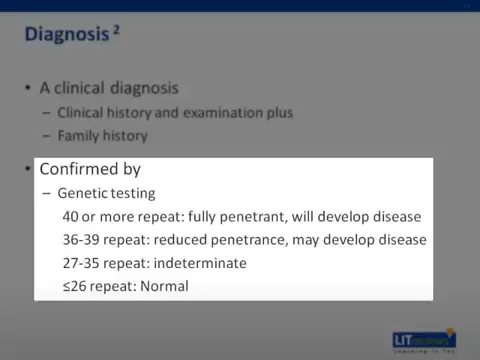 Diagnosis ²
• A clinical diagnosis
– Clinical history and examination plus
– Family history
• Confirmed by
– Genetic testing
40 or more repeat: fully penetrant, will develop disease
36-39 repeat: reduced penetrance, may develop disease
27-35 repeat: indeterminate
≤26 repeat: Normal
LIT